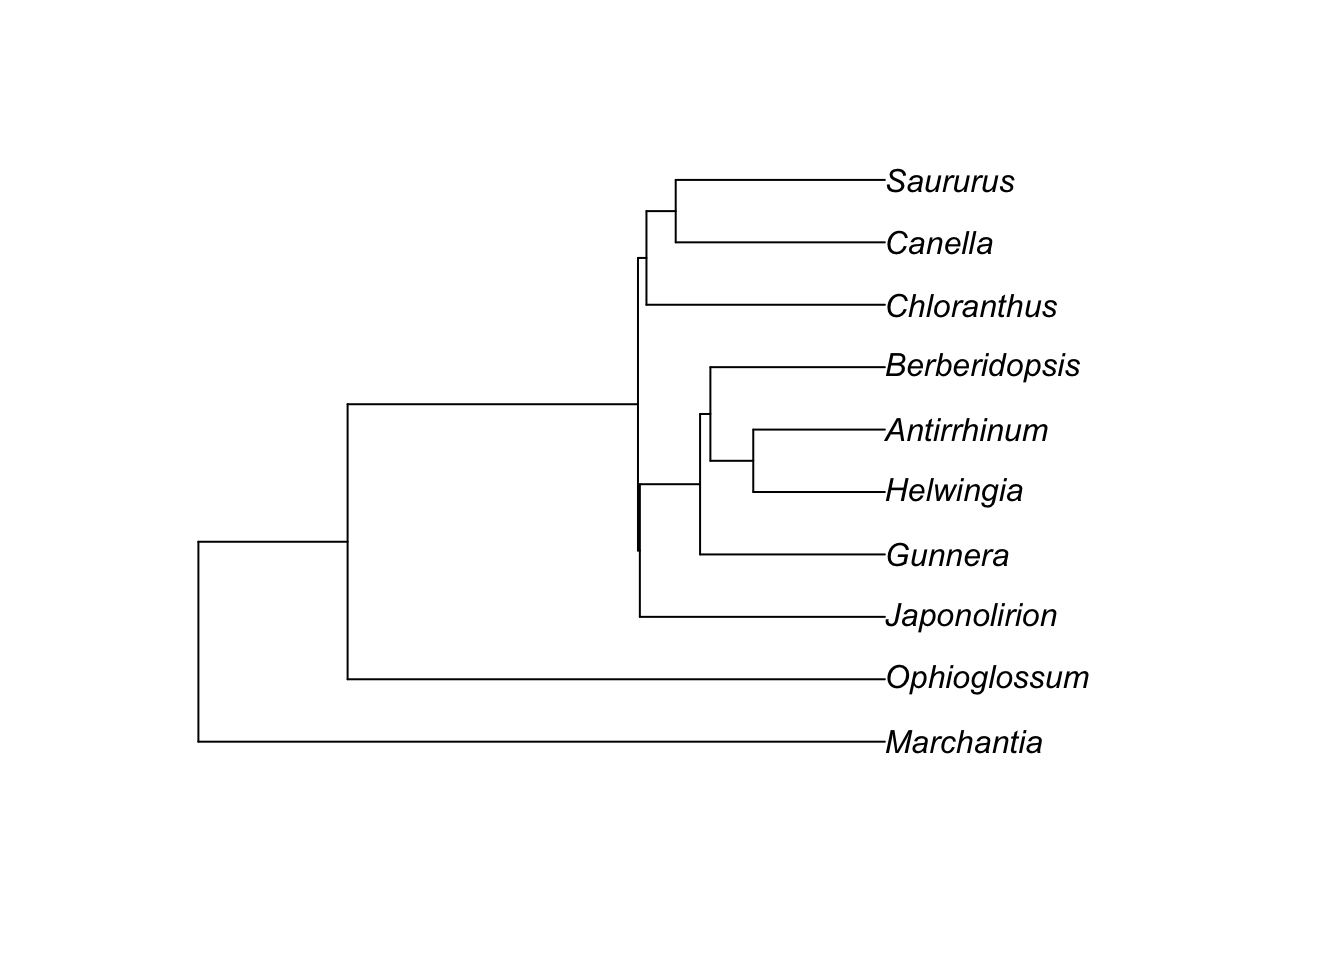 Saururus
Canella
Chloranthus
Berberidopsis
Antirrhinum
Helwingia
Gunnera
Japonolirion
Ophioglossum
Marchantia